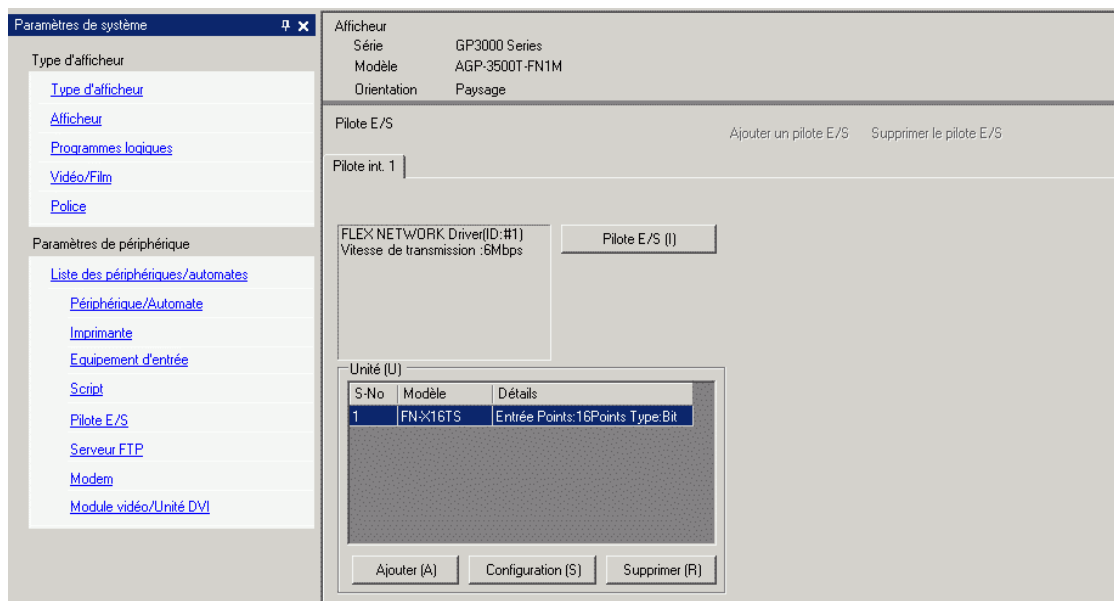 Paramètres de système
Type d'afficheur
Type d'afficheur
Afficheur
Programmes logiques
Vidéo/Film
Police
Paramètres de périphérique
Liste des périphériques/automates
Périphérique/Automate
Imprimante
Equipement d'entrée
Script
Pilote E/S
Serveur FTP
Modem
Module vidéo/Unité DVI
Afficheur
Série GP3000 Series
Modèle AGP-3500T-FN1M
Orientation Paysage
Pilote E/S Ajouter un pilote E/S Supprimer le pilote E/S
Pilote int. 1
FLEX NETWORK Driver(ID:#1)
Vitesse de transmission :6Mbps
Pilote E/S (I)
Unité (U)
S-No Modèle Détails
1 FN-X16TS Entrée Points:16Points Type:Bit
Ajouter (A) Configuration (S) Supprimer (R)